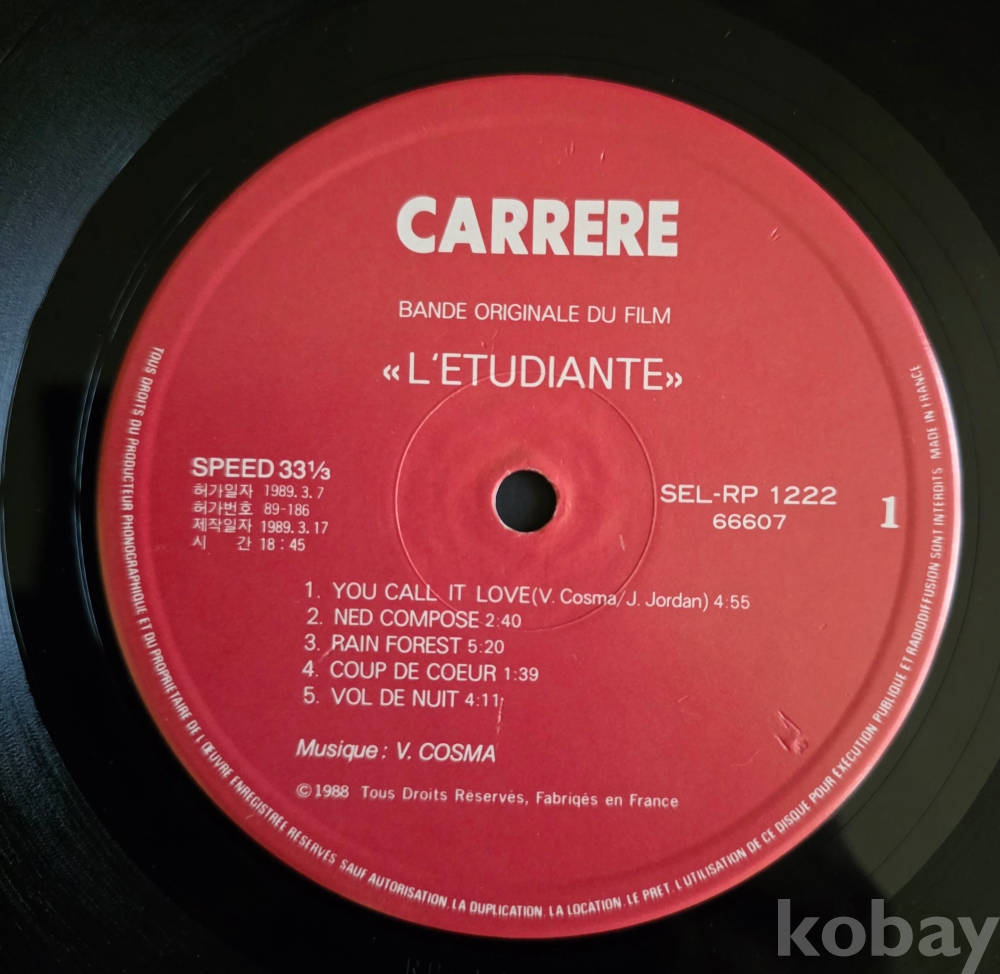 CARRERE
BANDE ORIGINALE DU FILM
«L'ETUDIANTE»
SPEED 33⅓
허가일자 1989. 3. 7
허가번호 89-186
제작일자 1989. 3. 17
시 간 18 : 45
SEL-RP 1222
66607
1
1. YOU CALL IT LOVE(V. Cosma/J. Jordan) 4:55
2. NED COMPOSE 2:40
3. RAIN FOREST 5:20
4. COUP DE COEUR 1:39
5. VOL DE NUIT 4:11
Musique : V. COSMA
©1988 Tous Droits Réservés, Fabriqés en France
TOUS DROITS DU PRODUCTEUR PHONOGRAPHIQUE ET DU PROPRIETAIRE DE L'ŒUVRE ENREGISTREE RESERVES SAUF AUTORISATION. LA DUPLICATION. LA LOCATION. LE PRET. L'UTILISATION DE CE DISQUE POUR EXECUTION PUBLIQUE ET RADIODIFFUSION SONT INTERDITS MADE IN FRANCE
kobay